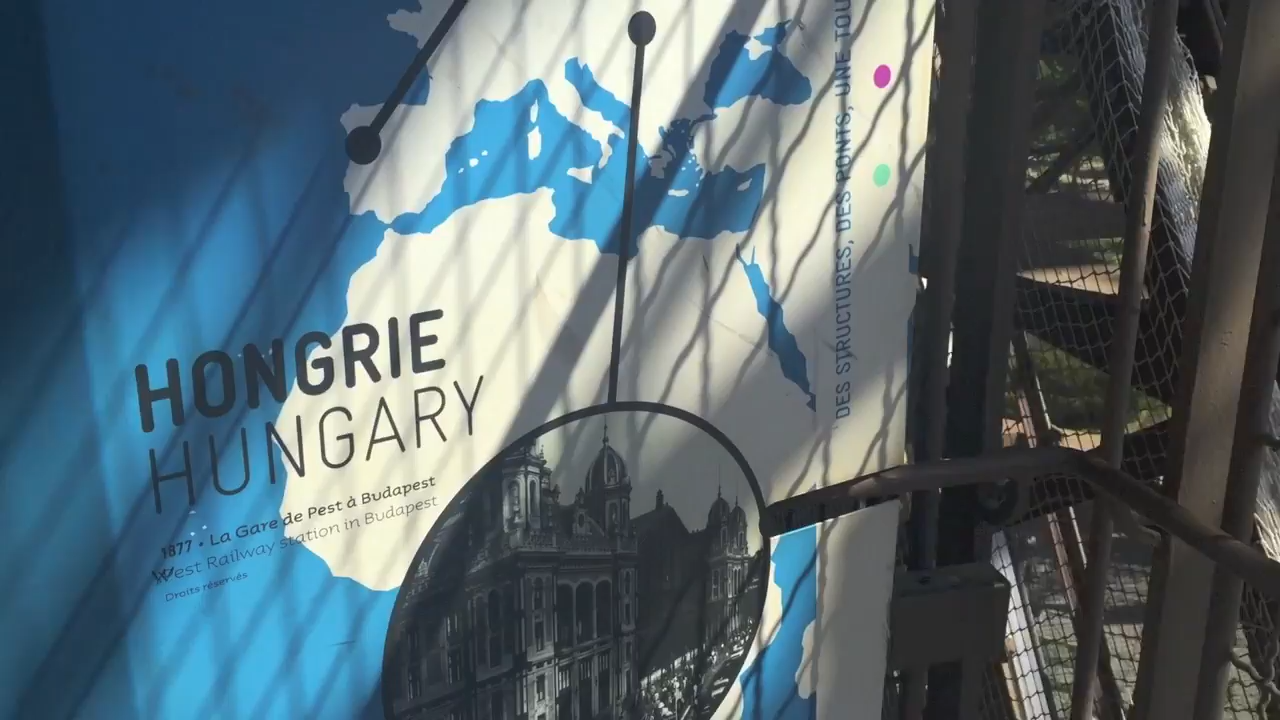 HONGRIE
HUNGARY
1877 • La Gare de Pest à Budapest
West Railway station in Budapest
Droits réservés
DES STRUCTURES, DES PONTS, UNE TOU